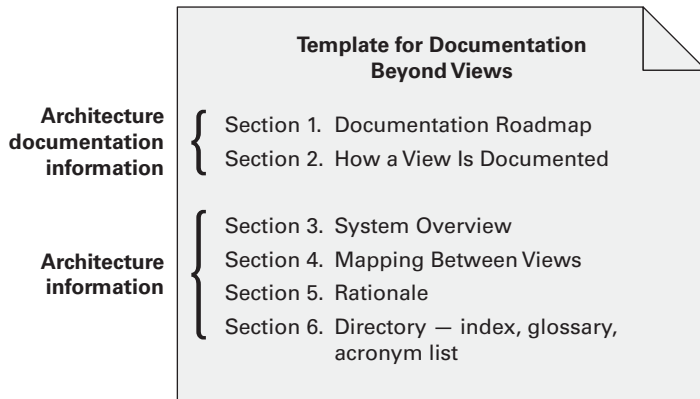 Template for Documentation
Beyond Views
Architecture
documentation
information
Section 1. Documentation Roadmap
Section 2. How a View Is Documented
Architecture
information
Section 3. System Overview
Section 4. Mapping Between Views
Section 5. Rationale
Section 6. Directory — index, glossary,
acronym list